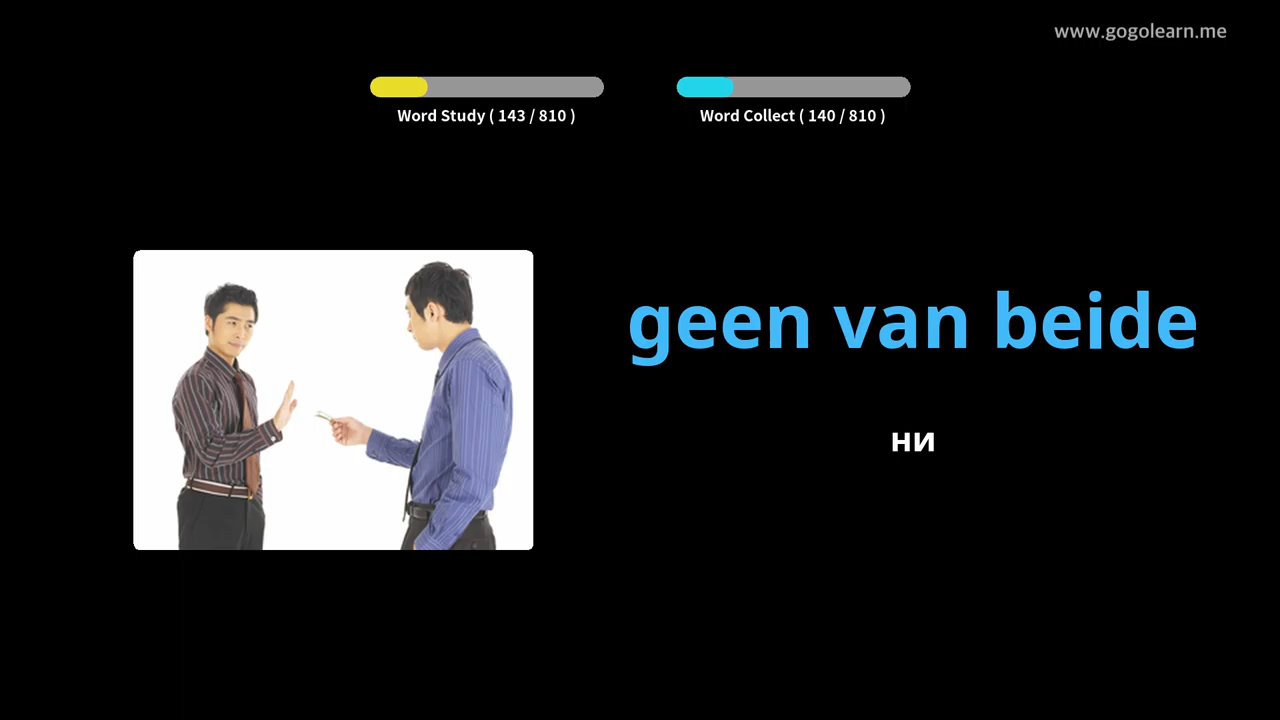 www.gogolearn.me
Word Study ( 143 / 810 )
Word Collect ( 140 / 810 )
geen van beide
ни